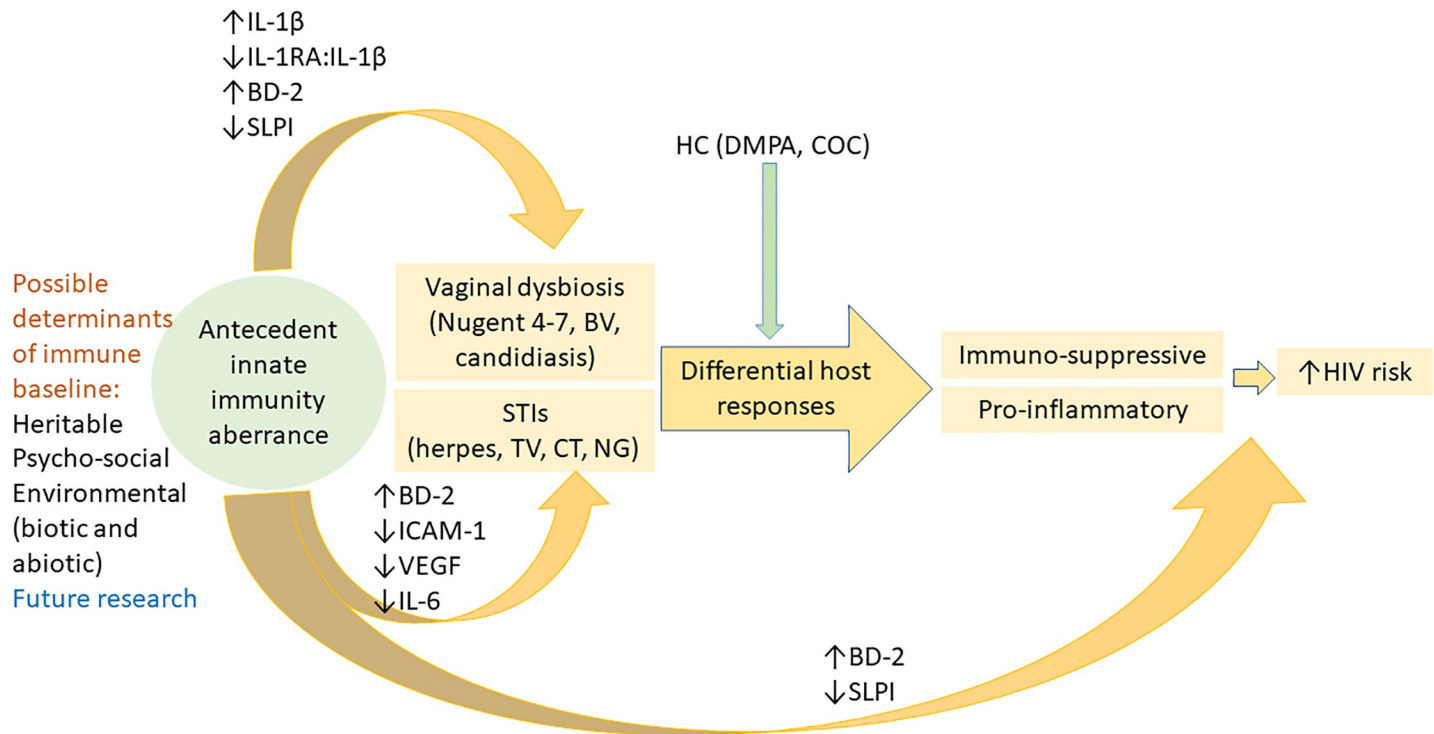 ↑IL-1β
↓IL-1RA:IL-1β
↑BD-2
↓SLPI
HC (DMPA, COC)
Possible
determinants
of immune
baseline:
Heritable
Psycho-social
Environmental
(biotic and
abiotic)
Future research
Antecedent
innate
immunity
aberrance
Vaginal dysbiosis
(Nugent 4-7, BV,
candidiasis)
STIs
(herpes, TV, CT, NG)
↑BD-2
↓ICAM-1
↓VEGF
↓IL-6
Differential host
responses
Immuno-suppressive
Pro-inflammatory
↑HIV risk
↑BD-2
↓SLPI